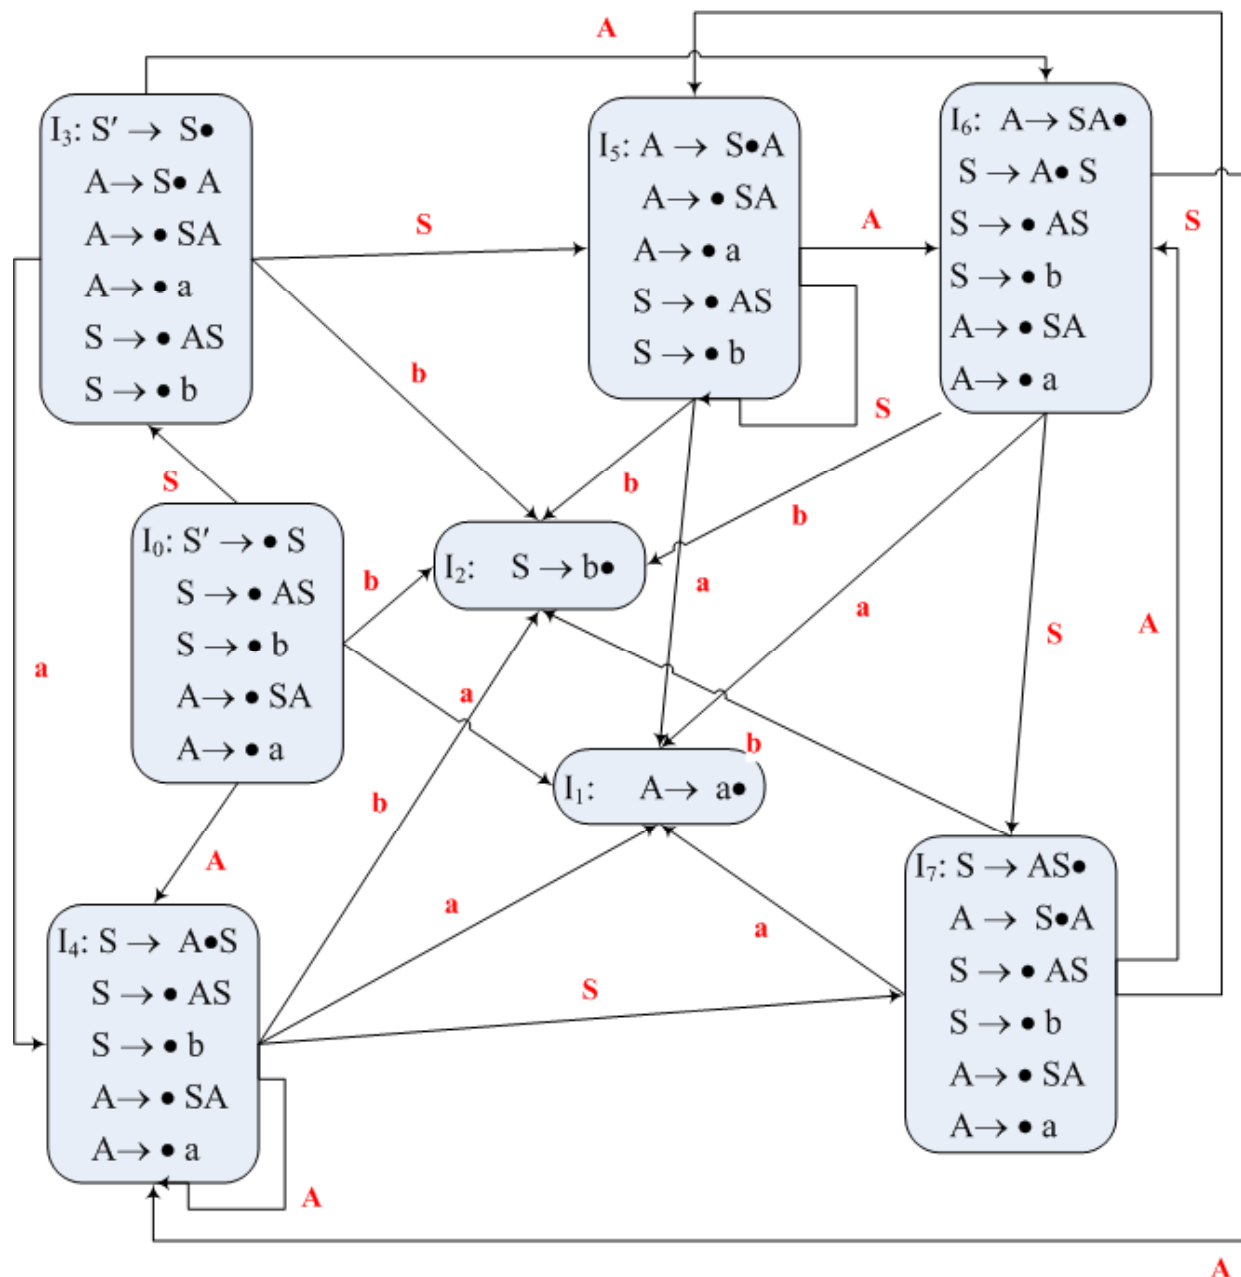 A
I₃: S′ → S●
A→ S● A
A→ ● SA
A→ ● a
S → ● AS
S → ● b
I₅: A → S●A
A→ ● SA
A→ ● a
S → ● AS
S → ● b
I₆: A→ SA●
S → A● S
S → ● AS
S → ● b
A→ ● SA
A→ ● a
S
A
S
b
S
b
b
S
I₀: S′ → ● S
S → ● AS
S → ● b
A→ ● SA
A→ ● a
b
I₂: S → b●
a
a
S
A
a
a
b
I₁: A→ a●
b
A
I₄: S → A●S
S → ● AS
S → ● b
A→ ● SA
A→ ● a
a
a
S
I₇: S → AS●
A → S●A
S → ● AS
S → ● b
A→ ● SA
A→ ● a
A
A